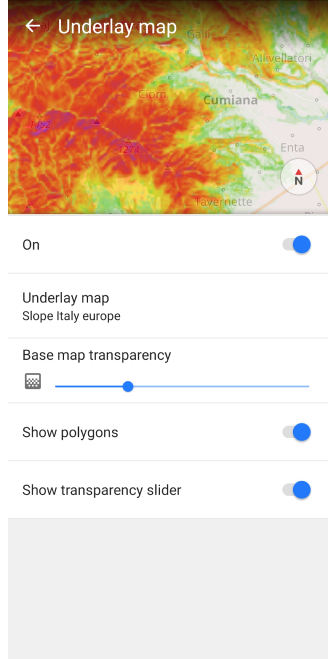 Underlay map
Allivellatori
Cumiana
Enta
N
Tavernette
On
Underlay map
Slope Italy europe
Base map transparency
Show polygons
Show transparency slider